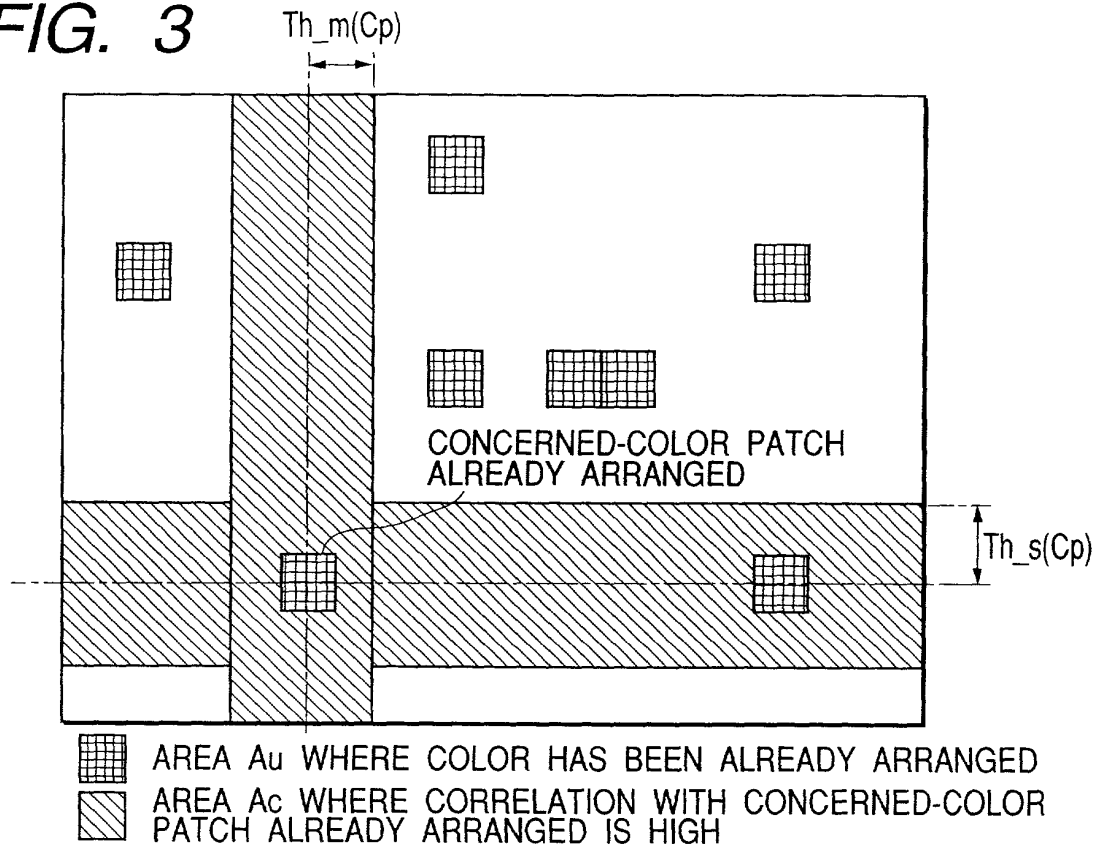 FIG. 3
Th_m(Cp)
CONCERNED-COLOR PATCH
ALREADY ARRANGED
Th_s(Cp)
AREA Au WHERE COLOR HAS BEEN ALREADY ARRANGED
AREA Ac WHERE CORRELATION WITH CONCERNED-COLOR
PATCH ALREADY ARRANGED IS HIGH